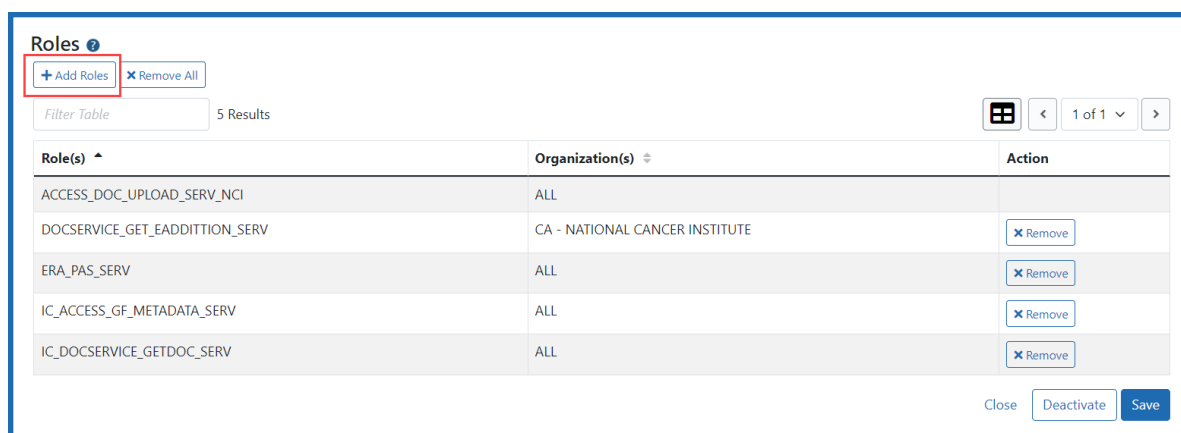 Roles ?
+ Add Roles × Remove All
Filter Table 5 Results 1 of 1
Role(s) Organization(s) Action
ACCESS_DOC_UPLOAD_SERV_NCI ALL
DOCSERVICE_GET_EADDITTION_SERV CA - NATIONAL CANCER INSTITUTE × Remove
ERA_PAS_SERV ALL × Remove
IC_ACCESS_GF_METADATA_SERV ALL × Remove
IC_DOCSERVICE_GETDOC_SERV ALL × Remove
Close Deactivate Save